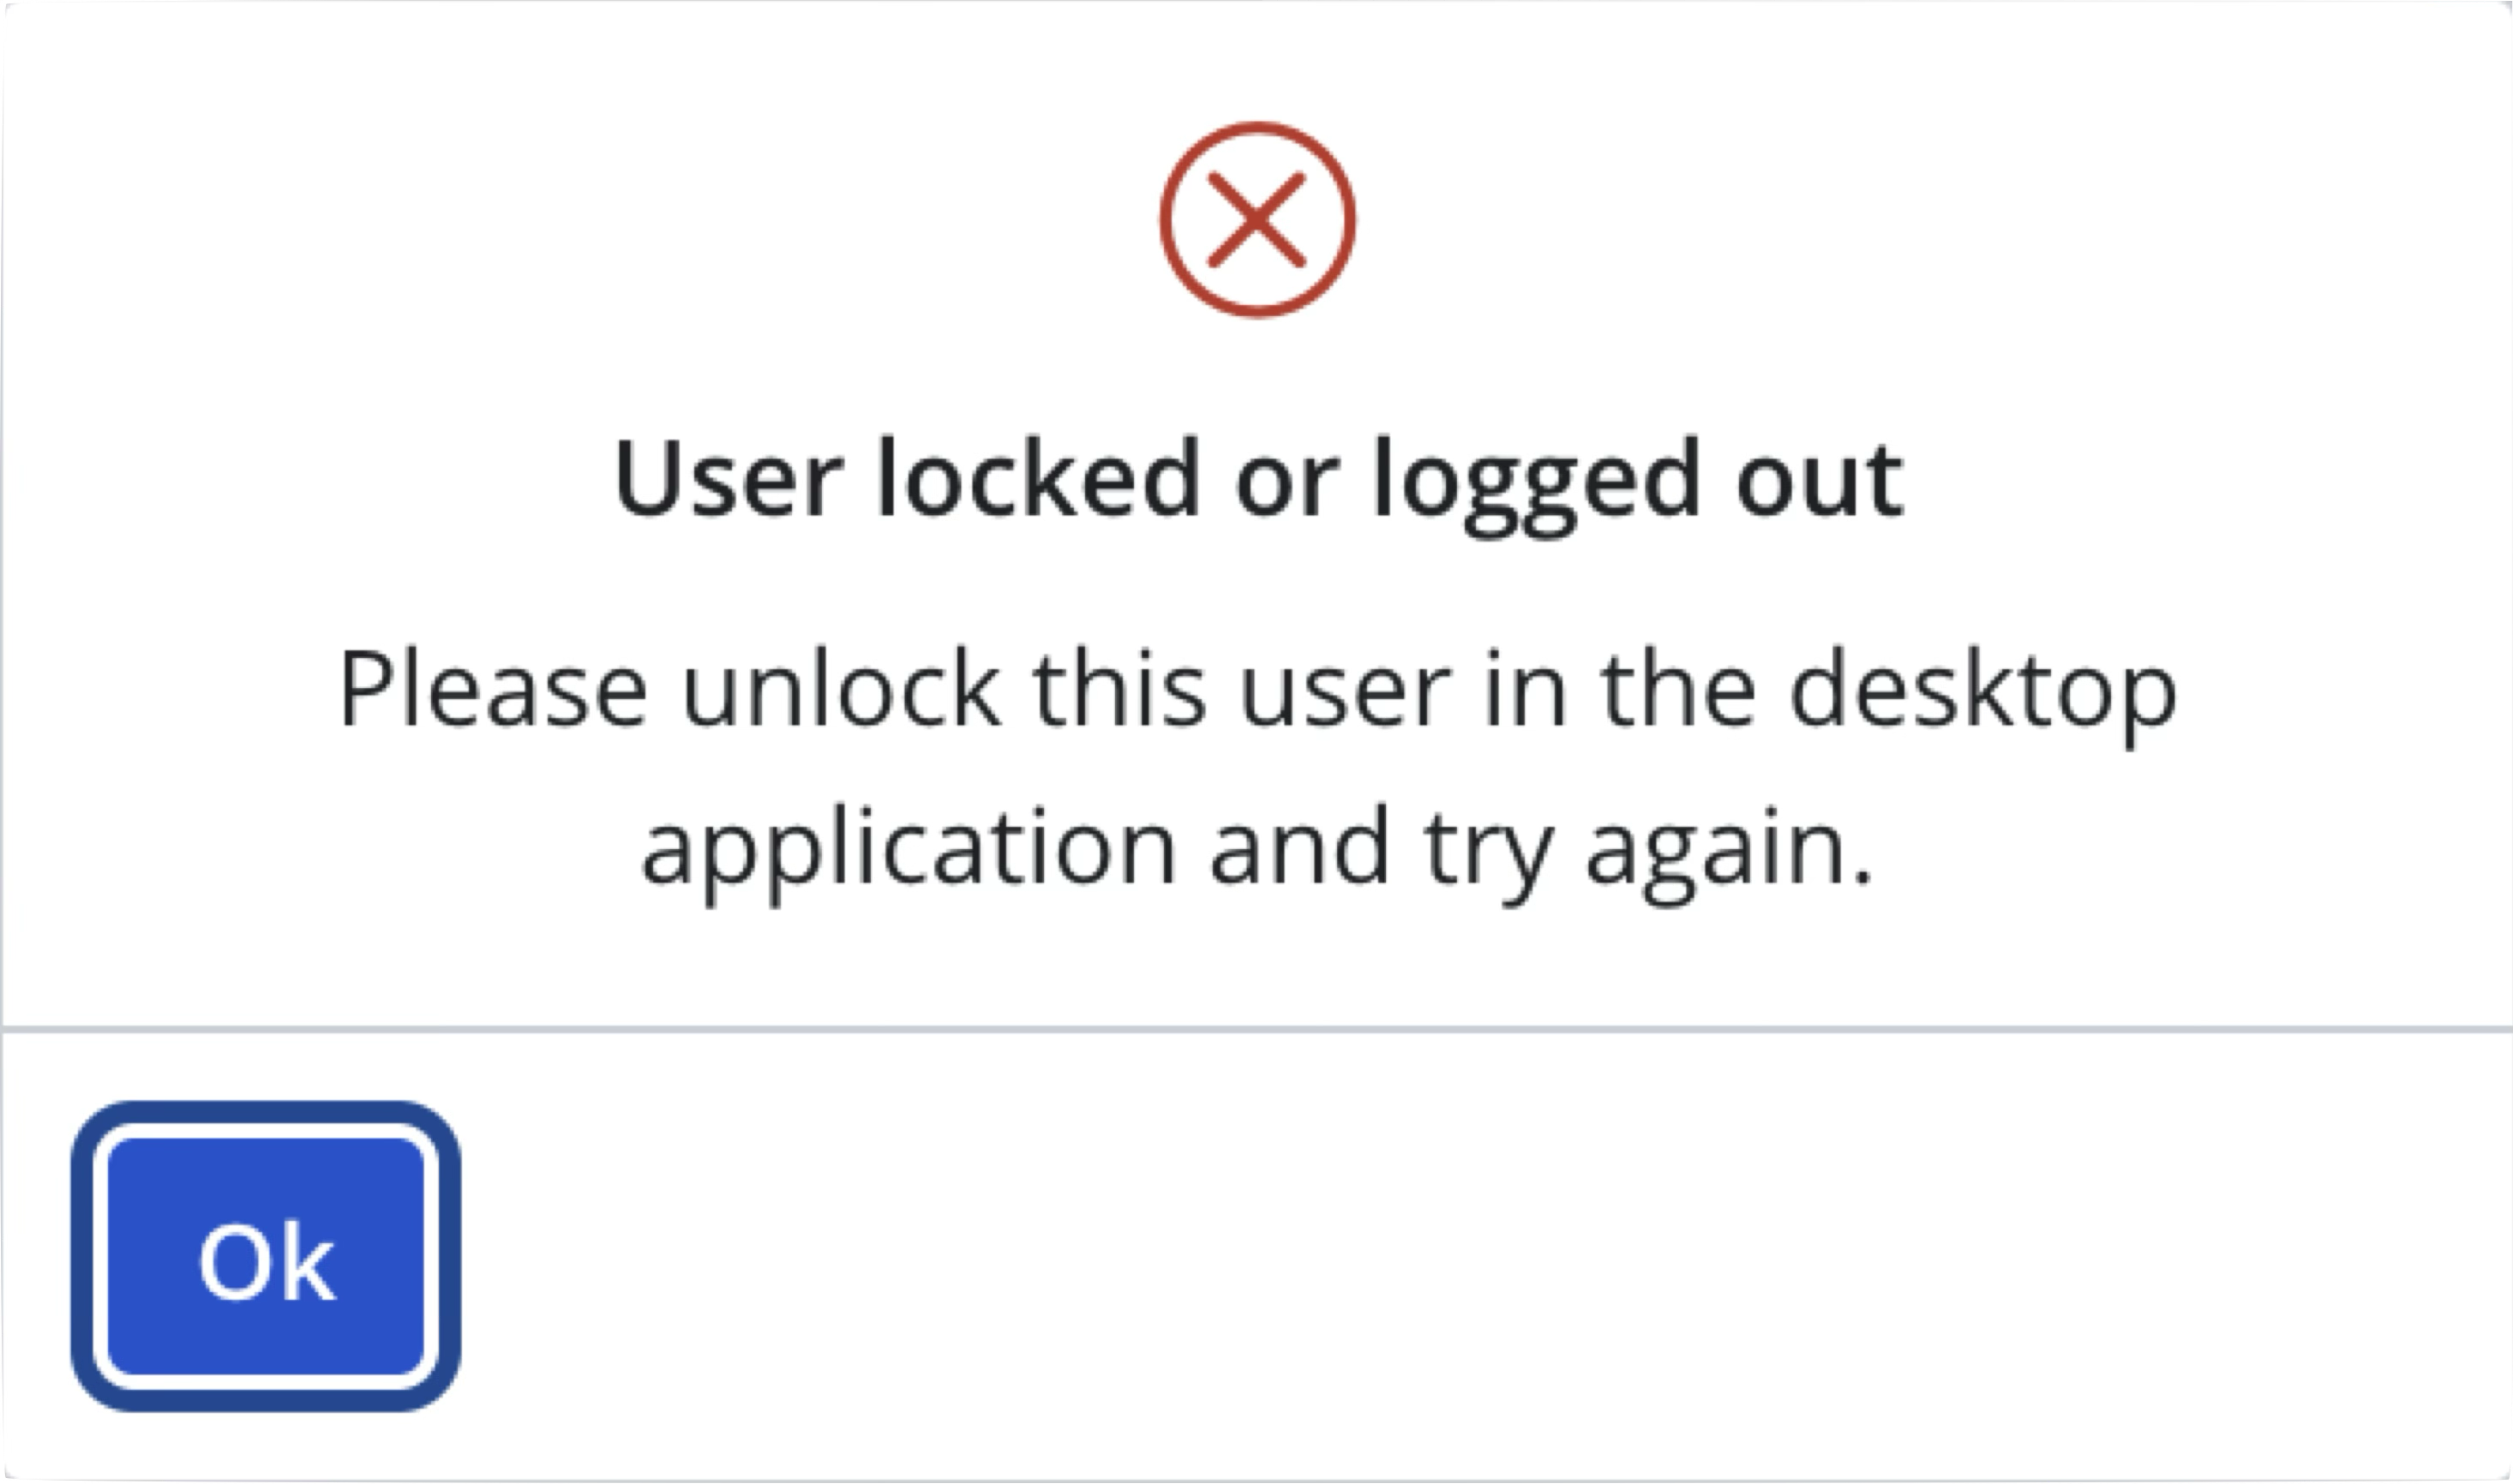 User locked or logged out
Please unlock this user in the desktop
application and try again.
Ok